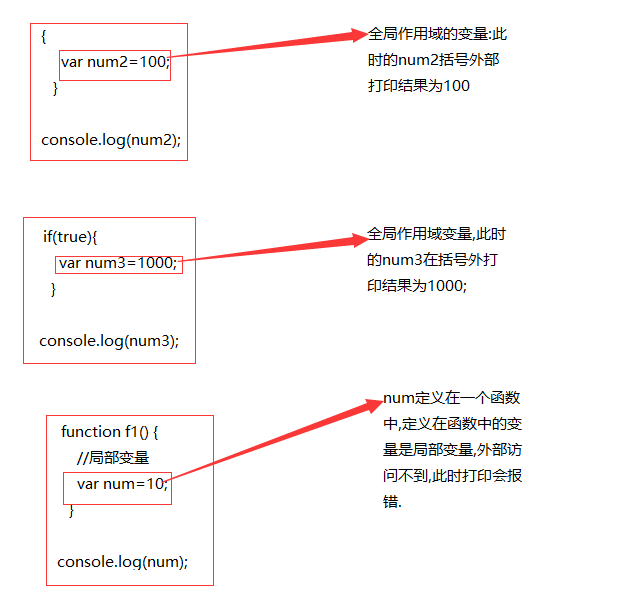 {
var num2=100;
}
console.log(num2);
全局作用域的变量:此
时的num2括号外部
打印结果为100
if(true){
var num3=1000;
}
console.log(num3);
全局作用域变量,此时
的num3在括号外打
印结果为1000;
function f1() {
//局部变量
var num=10;
}
console.log(num);
num定义在一个函数
中,定义在函数中的变
量是局部变量,外部访
问不到,此时打印会报
错.